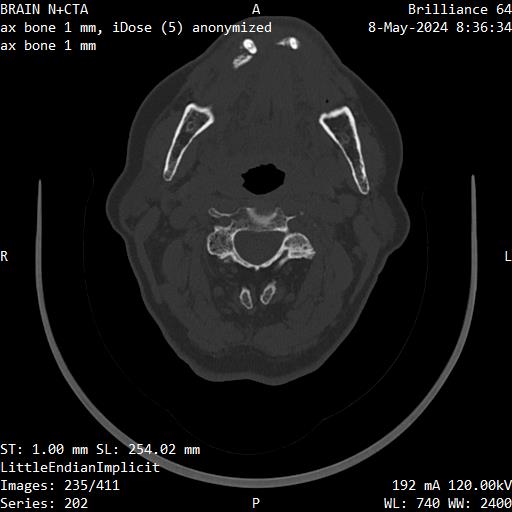 BRAIN N+CTA
ax bone 1 mm, iDose (5) anonymized
ax bone 1 mm
A
Brilliance 64
8-May-2024 8:36:34
R
L
ST: 1.00 mm SL: 254.02 mm
LittleEndianImplicit
Images: 235/411
Series: 202
P
192 mA 120.00kV
WL: 740 WW: 2400